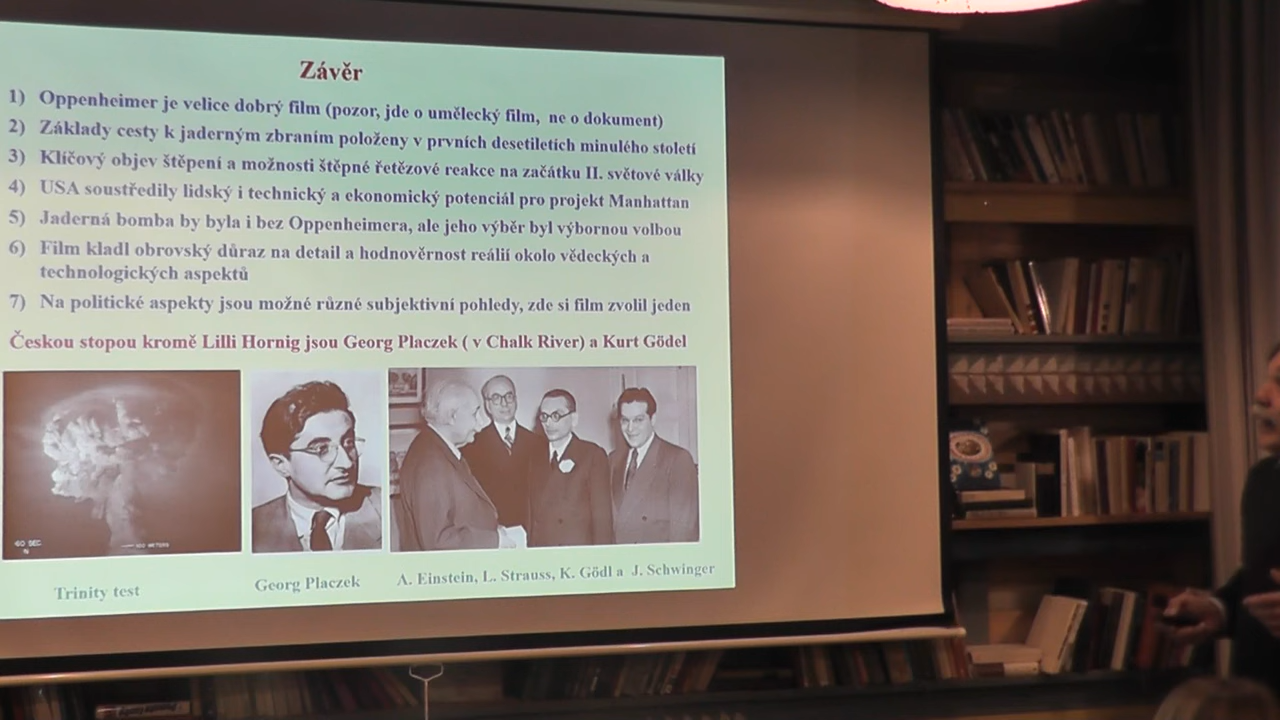 Závěr
1) Oppenheimer je velice dobrý film (pozor, jde o umělecký film, ne o dokument)
2) Základy cesty k jaderným zbraním položeny v prvních desetiletích minulého století
3) Klíčový objev štěpení a možnosti štěpné řetězové reakce na začátku II. světové války
4) USA soustředily lidský i technický a ekonomický potenciál pro projekt Manhattan
5) Jaderná bomba by byla i bez Oppenheimera, ale jeho výběr byl výbornou volbou
6) Film kladl obrovský důraz na detail a hodnověrnost reálií okolo vědeckých a
technologických aspektů
7) Na politické aspekty jsou možné různé subjektivní pohledy, zde si film zvolil jeden
Českou stopou kromě Lilli Hornig jsou Georg Placzek ( v Chalk River) a Kurt Gödel
60 SEC.
N
100 METERS
Trinity test
Georg Placzek
A. Einstein, L. Strauss, K. Gödl a J. Schwinger